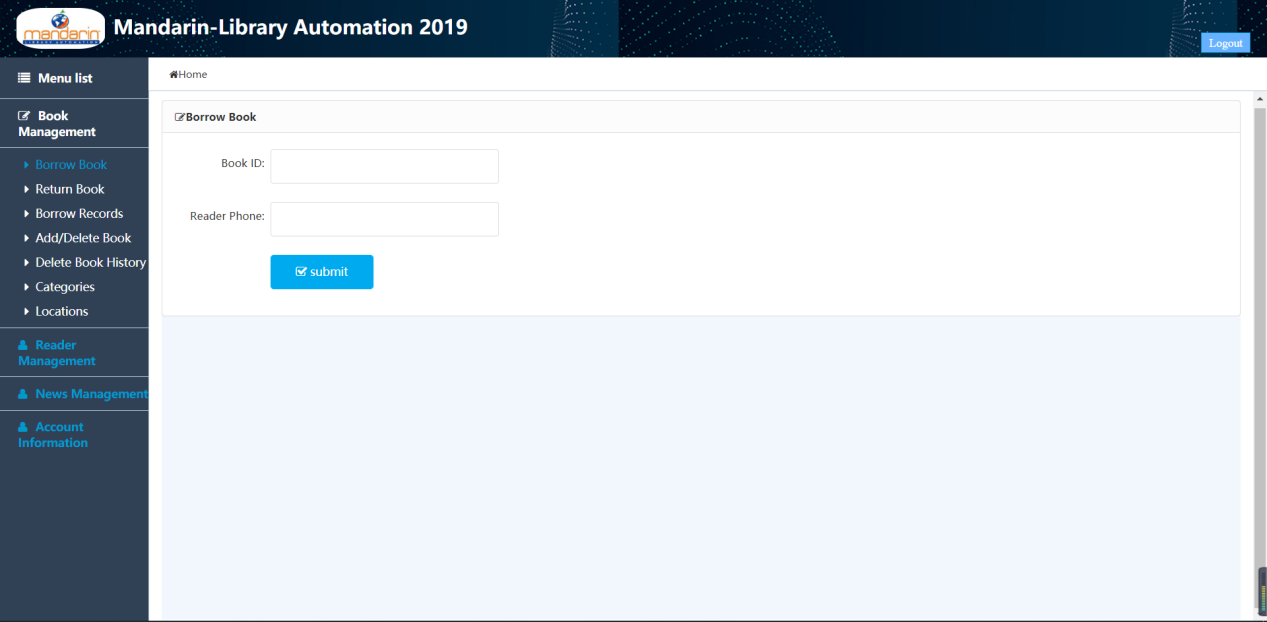 mandarin
LIBRARY AUTOMATION
Mandarin-Library Automation 2019
Logout
Menu list
Home
Book
Management
Borrow Book
Return Book
Borrow Records
Add/Delete Book
Delete Book History
Categories
Locations
Reader
Management
News Management
Account
Information
Borrow Book
Book ID:
Reader Phone:
submit